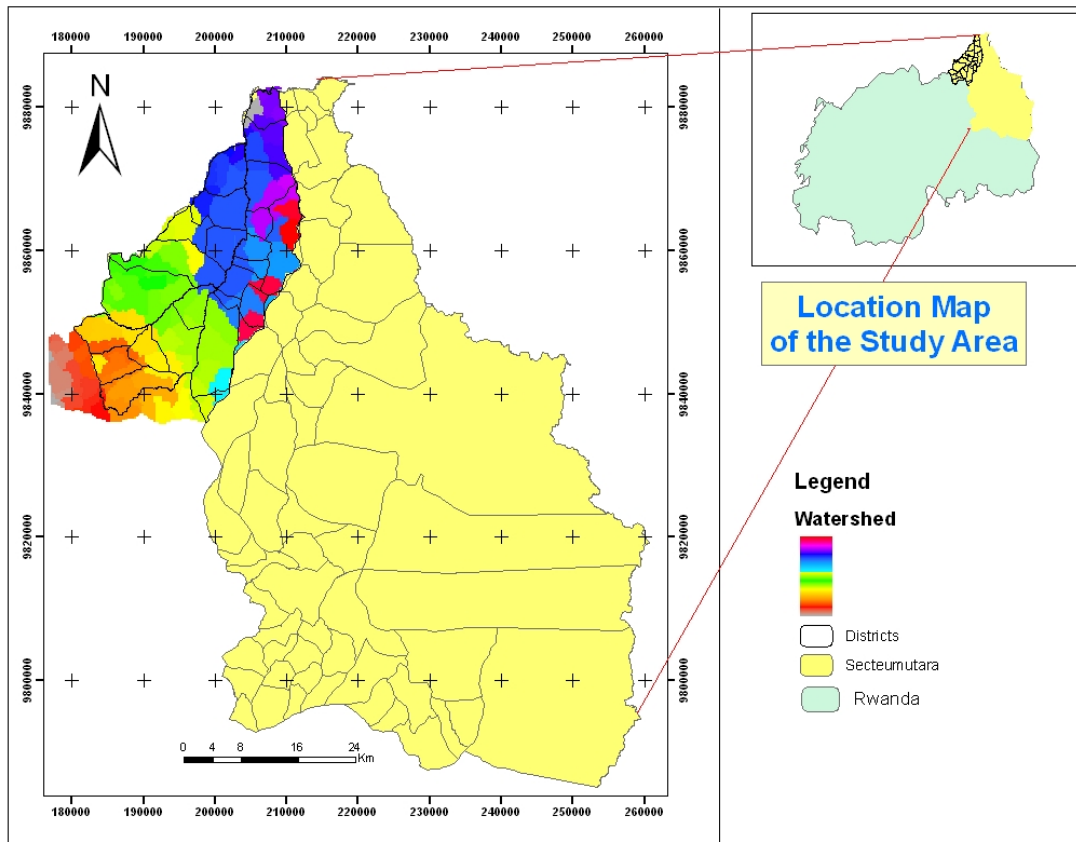 180000 190000 200000 210000 220000 230000 240000 250000 260000
N
9880000
9860000
9840000
9820000
9800000
9880000
9860000
9840000
9820000
9800000
0 4 8 16 24
Km
180000 190000 200000 210000 220000 230000 240000 250000 260000
Location Map
of the Study Area
Legend
Watershed
Districts
Secteumutara
Rwanda